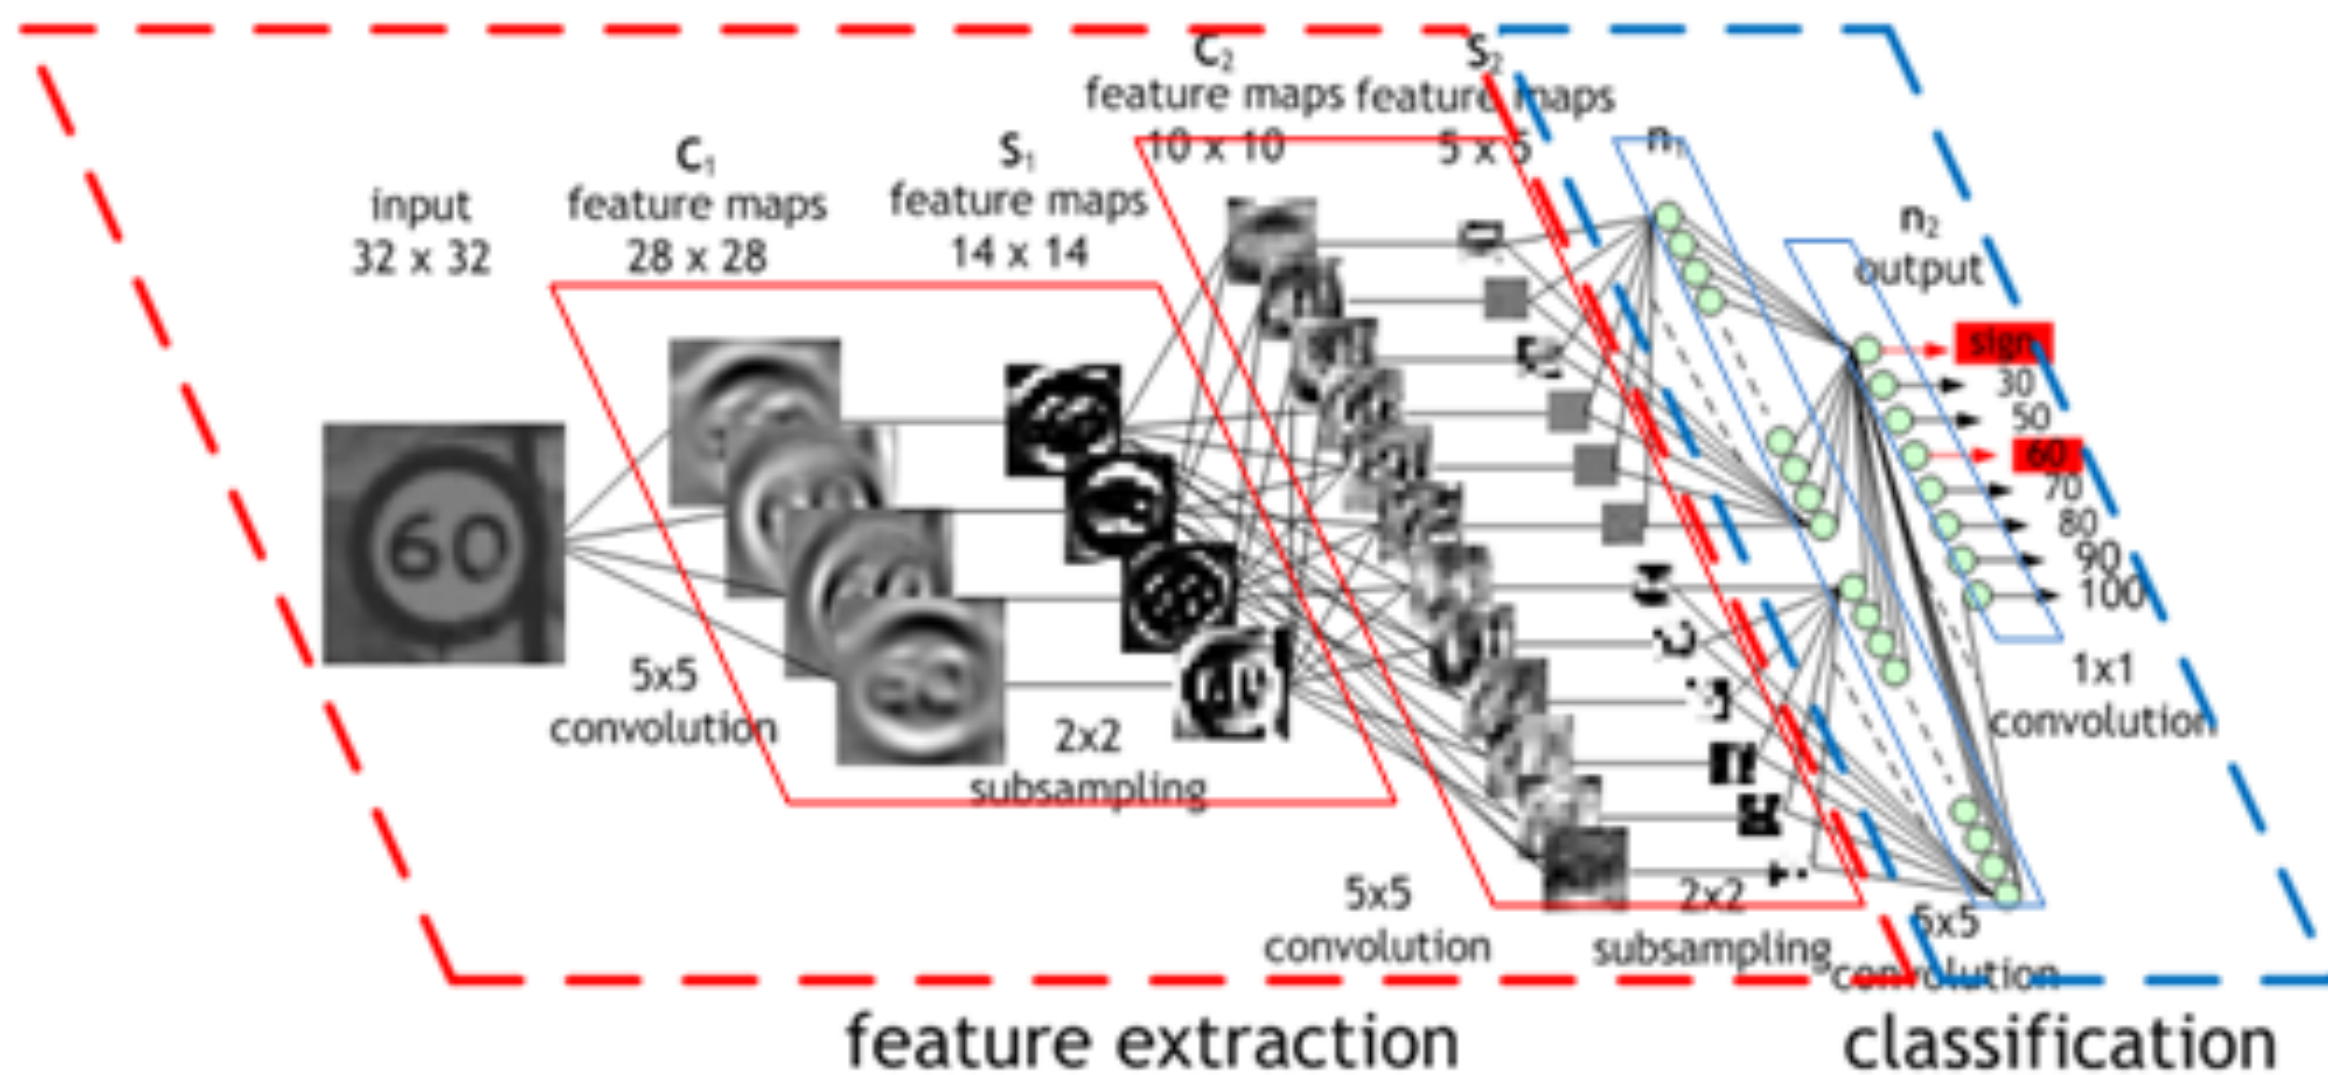 input
32 x 32
C1
feature maps
28 x 28
S1
feature maps
14 x 14
C2
feature maps
10 x 10
S2
feature maps
5 x 5
n1
n2
output
60
sign
30
50
60
70
80
90
100
5x5
convolution
2x2
subsampling
5x5
convolution
2x2
subsampling
5x5
convolution
1x1
convolution
feature extraction
classification